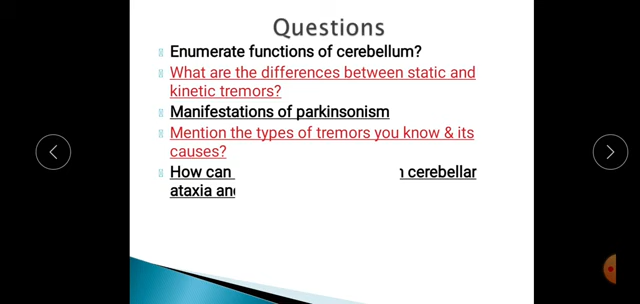 Questions
Enumerate functions of cerebellum?
What are the differences between static and
kinetic tremors?
Manifestations of parkinsonism
Mention the types of tremors you know & its
causes?
How can cerebellar
ataxia